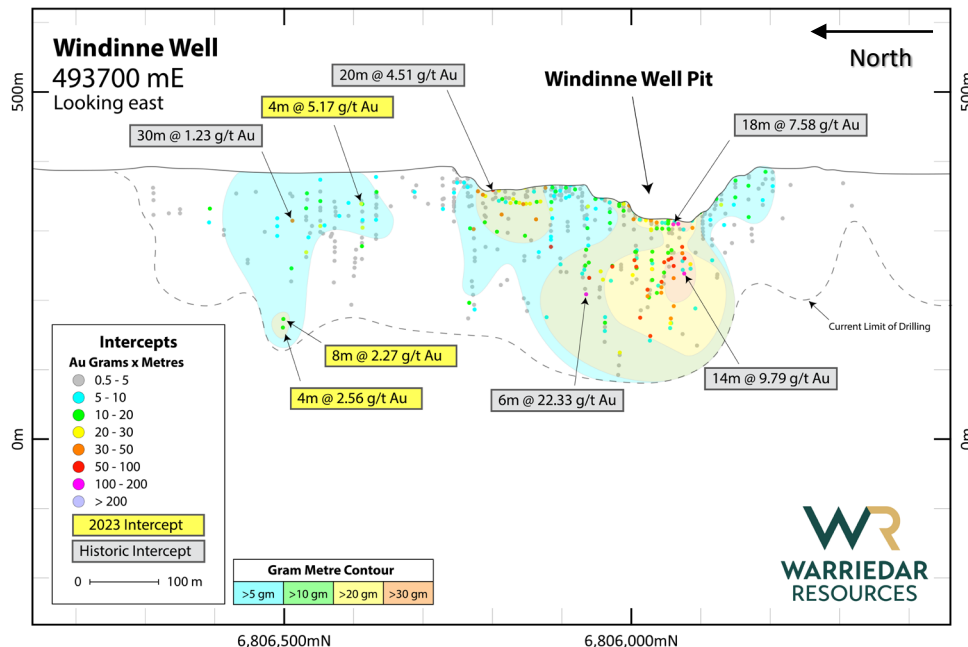 Windinne Well
493700 mE
Looking east
North
500m
500m
20m @ 4.51 g/t Au
Windinne Well Pit
4m @ 5.17 g/t Au
30m @ 1.23 g/t Au
18m @ 7.58 g/t Au
Current Limit of Drilling
8m @ 2.27 g/t Au
14m @ 9.79 g/t Au
4m @ 2.56 g/t Au
6m @ 22.33 g/t Au
0m
0m
Intercepts
Au Grams x Metres
0.5 - 5
5 - 10
10 - 20
20 - 30
30 - 50
50 - 100
100 - 200
> 200
2023 Intercept
Historic Intercept
0 100 m
Gram Metre Contour
>5 gm >10 gm >20 gm >30 gm
WR
WARRIEDAR
RESOURCES
6,806,500mN 6,806,000mN